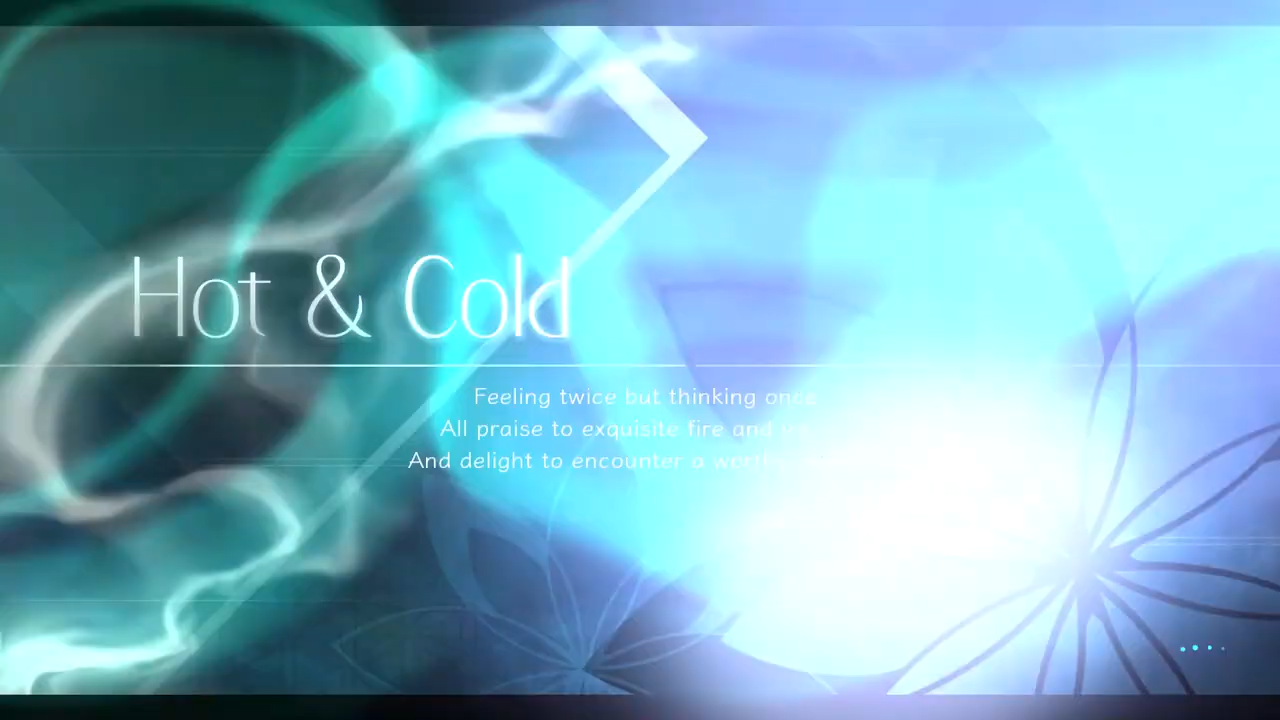 Hot & Cold
Feeling twice but thinking once
All praise to exquisite fire and
And delight to encounter a